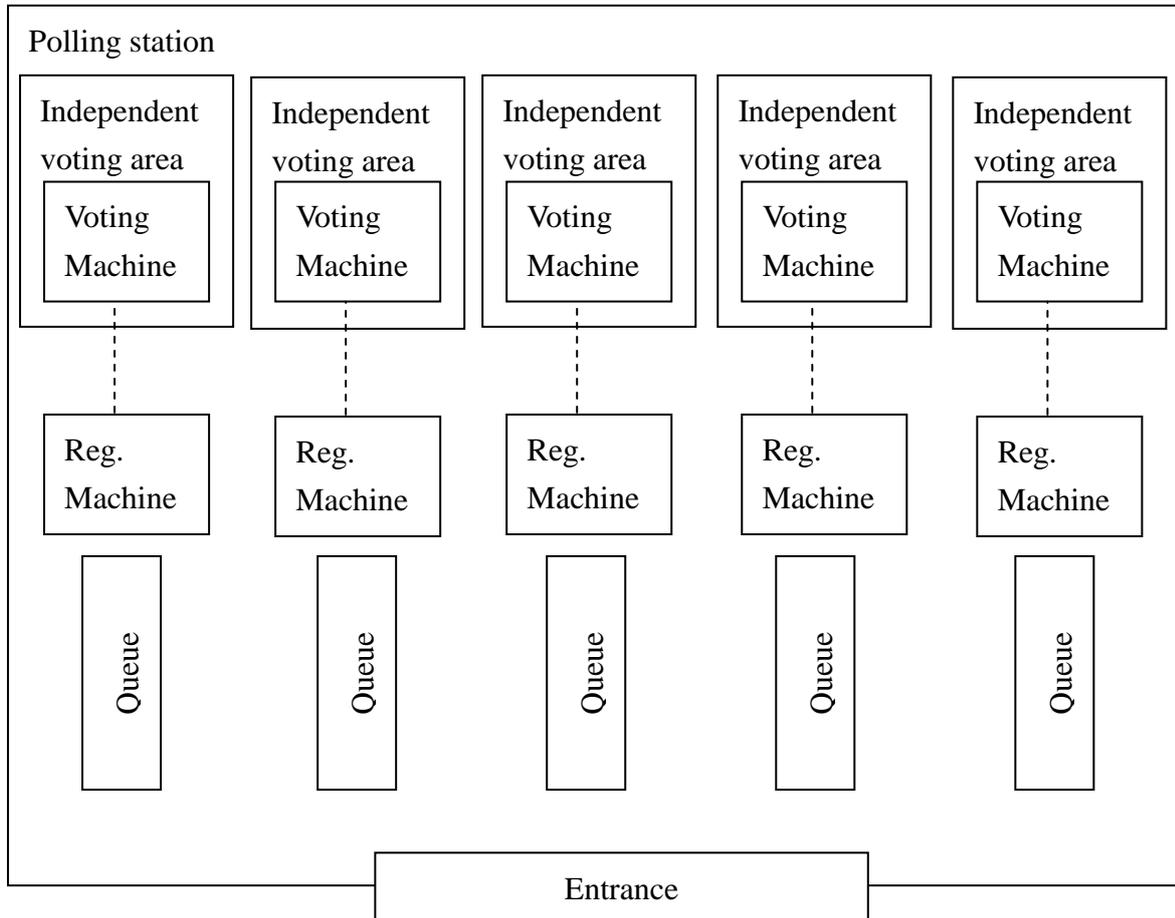 Polling station
Independent
voting area
Voting
Machine
Independent
voting area
Voting
Machine
Independent
voting area
Voting
Machine
Independent
voting area
Voting
Machine
Independent
voting area
Voting
Machine
Reg.
Machine
Reg.
Machine
Reg.
Machine
Reg.
Machine
Reg.
Machine
Queue
Queue
Queue
Queue
Queue
Entrance